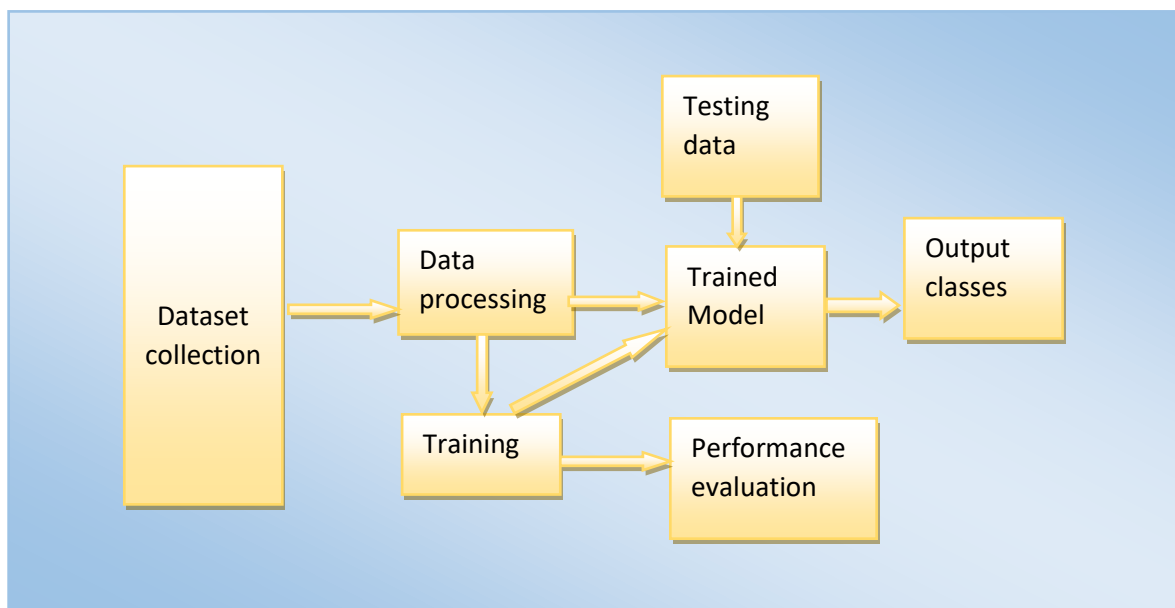 Testing
data
Dataset
collection
Data
processing
Trained
Model
Output
classes
Training
Performance
evaluation